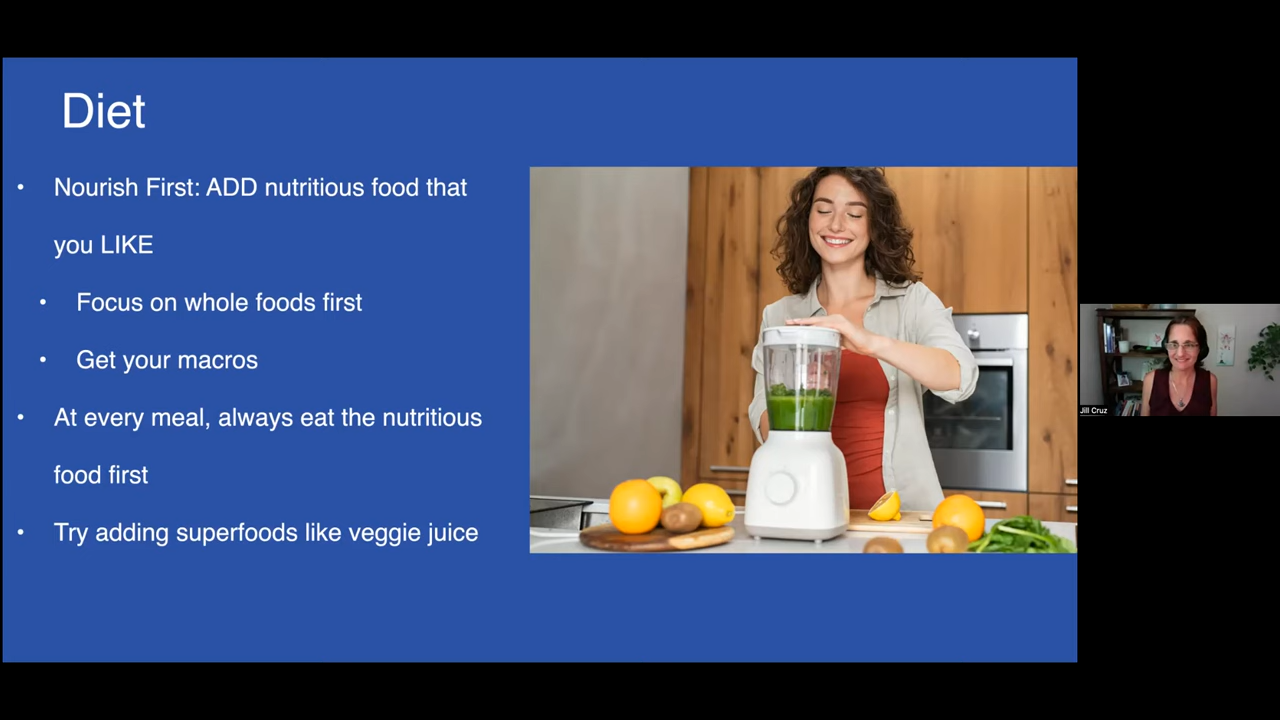 Diet
• Nourish First: ADD nutritious food that
you LIKE
• Focus on whole foods first
• Get your macros
• At every meal, always eat the nutritious
food first
• Try adding superfoods like veggie juice
Jill Cruz